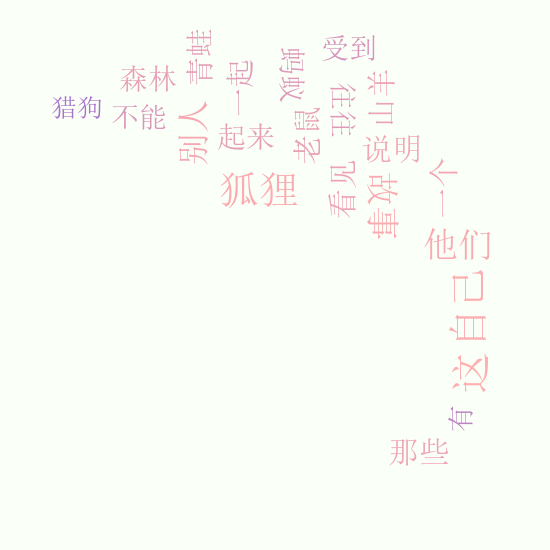 受到
青蛙
一起
蚂蚁
森林
往往
山羊
猎狗
不能
别人
起来
老鼠
说明
狐狸
看见
故事
一个
他们
自己
这
有
那些